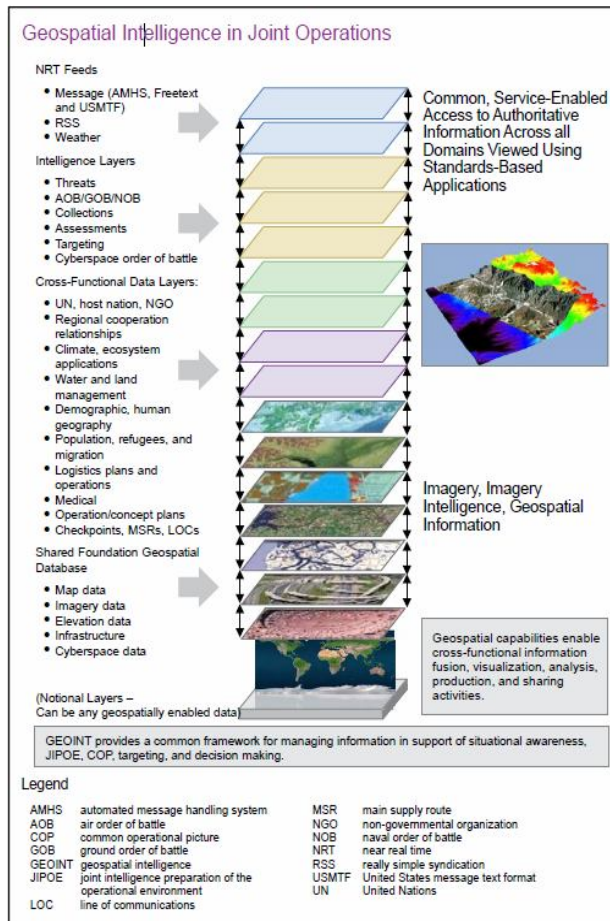 Geospatial Intelligence in Joint Operations
NRT Feeds
• Message (AMHS, Freetext
and USMTF)
• RSS
• Weather
Intelligence Layers
• Threats
• AOB/GOB/NOB
• Collections
• Assessments
• Targeting
• Cyberspace order of battle
Cross-Functional Data Layers:
• UN, host nation, NGO
• Regional cooperation
relationships
• Climate, ecosystem
applications
• Water and land
management
• Demographic, human
geography
• Population, refugees, and
migration
• Logistics plans and
operations
• Medical
• Operation/concept plans
• Checkpoints, MSRs, LOCs
Shared Foundation Geospatial
Database
• Map data
• Imagery data
• Elevation data
• Infrastructure
• Cyberspace data
(Notional Layers –
Can be any geospatially enabled data)
Common, Service-Enabled
Access to Authoritative
Information Across all
Domains Viewed Using
Standards-Based
Applications
Imagery, Imagery
Intelligence, Geospatial
Information
Geospatial capabilities enable
cross-functional information
fusion, visualization, analysis,
production, and sharing
activities.
GEOINT provides a common framework for managing information in support of situational awareness,
JIPOE, COP, targeting, and decision making.
Legend
AMHS automated message handling system
AOB air order of battle
COP common operational picture
GOB ground order of battle
GEOINT geospatial intelligence
JIPOE joint intelligence preparation of the
operational environment
LOC line of communications
MSR main supply route
NGO non-governmental organization
NOB naval order of battle
NRT near real time
RSS really simple syndication
USMTF United States message text format
UN United Nations